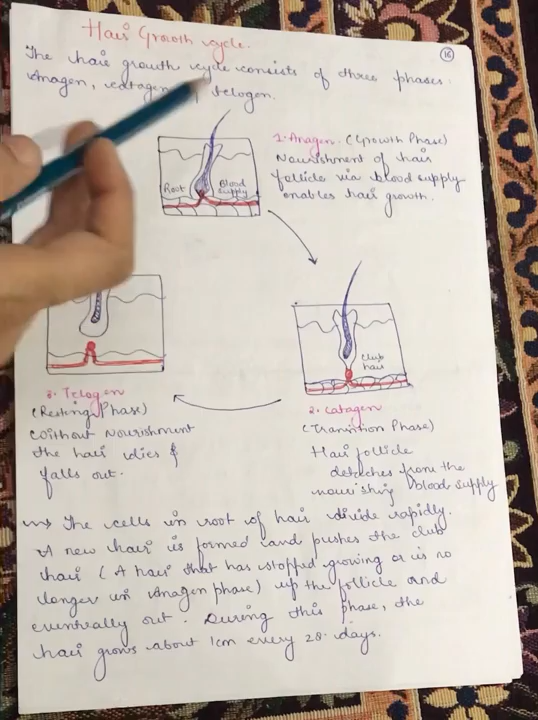 Hair Growth cycle.
16
The hair growth cycle consists of three phases:
Anagen, catagen telogen.
1. Anagen. (Growth Phase)
Nourishment of hair
follicle via blood supply
enables hair growth.
Root
Blood
supply
Club
hair
2. Catagen
(Transition Phase)
Hair follicle
detaches from the
nourishing blood supply
3. Telogen
(Resting Phase)
Without Nourishment
the hair dies &
falls out.
The cells in root of hair divide rapidly.
A new hair is formed and pushes the club
hair (A hair that has stopped growing or is no
longer in Anagen phase) up the follicle and
eventually out. During this phase, the
hair grows about 1cm every 28 days.